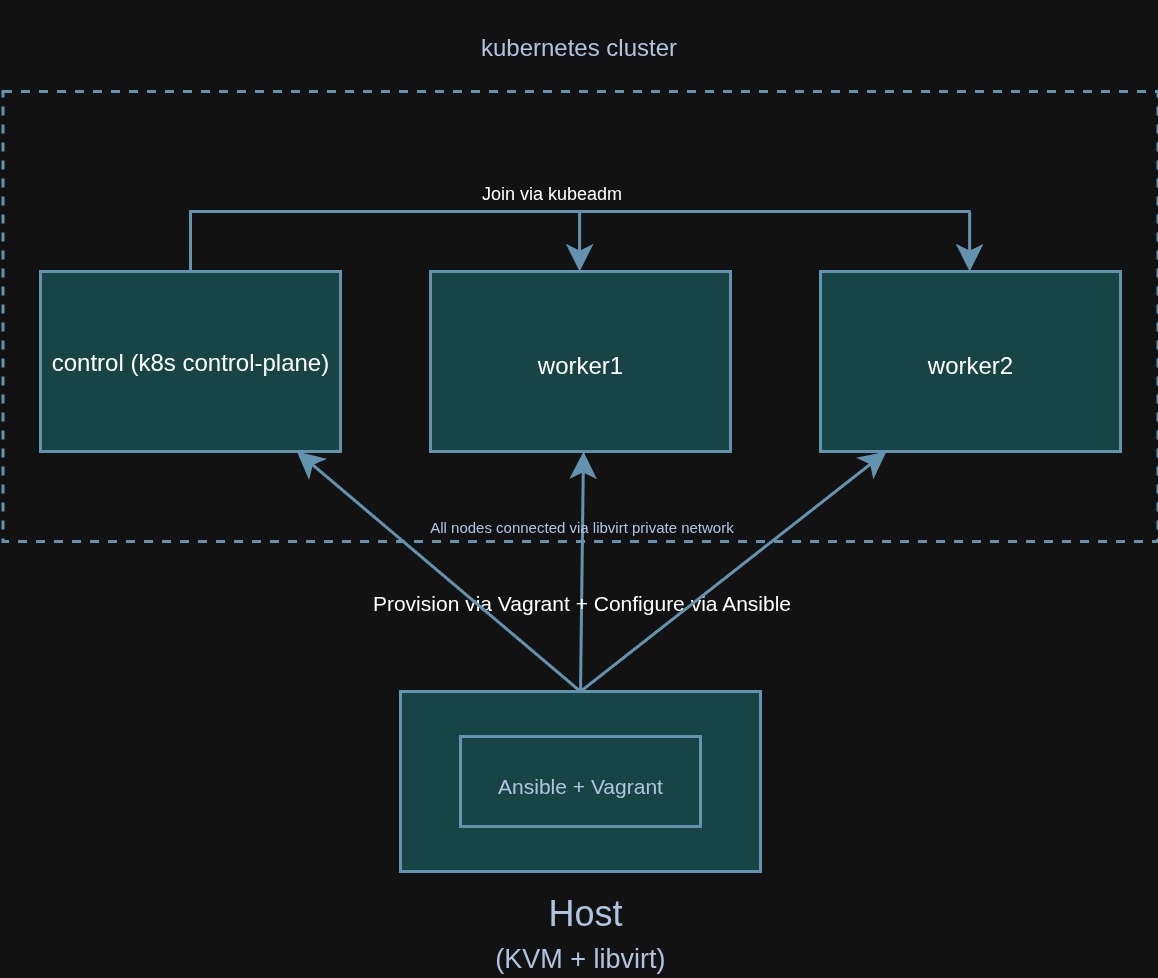 kubernetes cluster
Join via kubeadm
control (k8s control-plane)
worker1
worker2
All nodes connected via libvirt private network
Provision via Vagrant + Configure via Ansible
Ansible + Vagrant
Host
(KVM + libvirt)